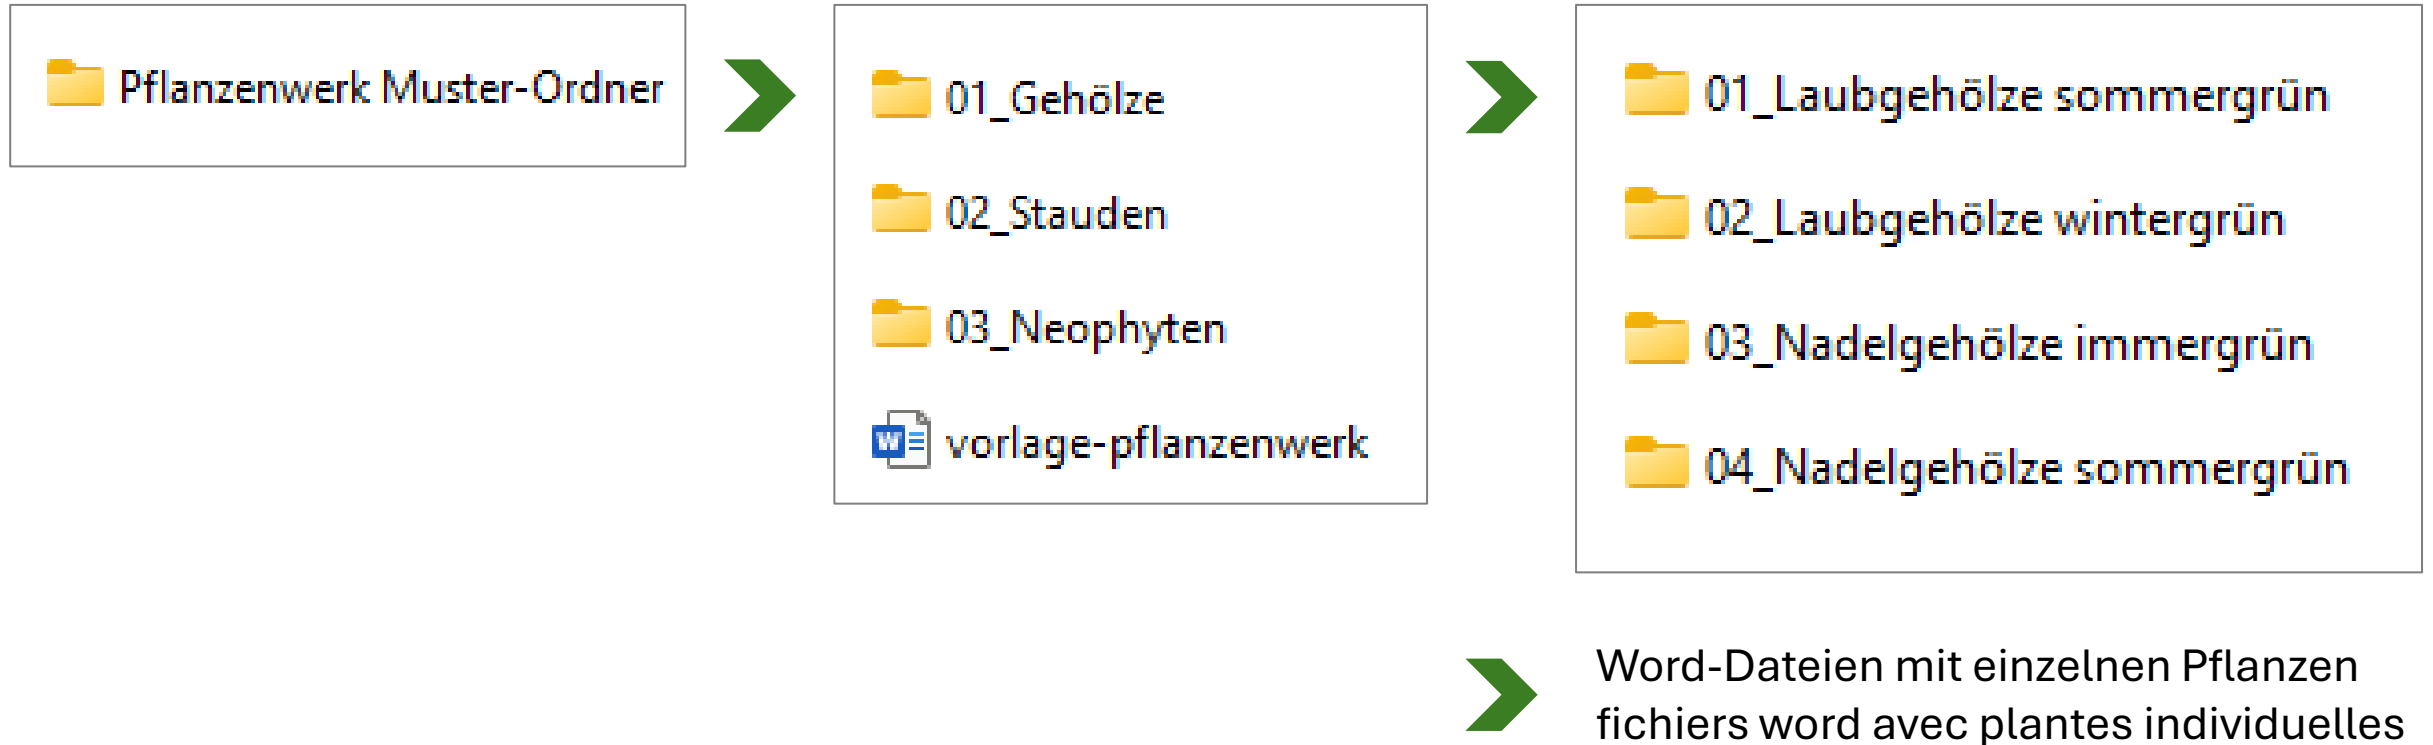 Pflanzenwerk Muster-Ordner
01_Gehölze
02_Stauden
03_Neophyten
vorlage-pflanzenwerk
01_Laubgehölze sommergrün
02_Laubgehölze wintergrün
03_Nadelgehölze immergrün
04_Nadelgehölze sommergrün
Word-Dateien mit einzelnen Pflanzen
fichiers word avec plantes individuelles